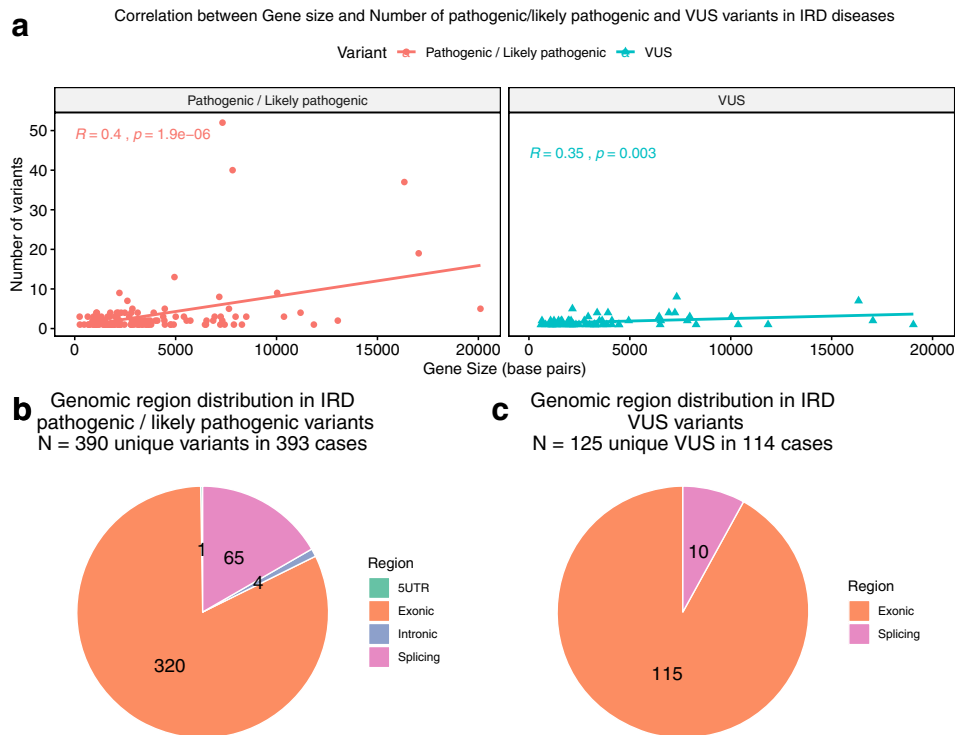 a
Correlation between Gene size and Number of pathogenic/likely pathogenic and VUS variants in IRD diseases
Variant Pathogenic / Likely pathogenic VUS
Pathogenic / Likely pathogenic
VUS
R = 0.4 , p = 1.9e−06
R = 0.35 , p = 0.003
Number of variants
50
40
30
20
10
0
0 5000 10000 15000 20000
0 5000 10000 15000 20000
Gene Size (base pairs)
b
Genomic region distribution in IRD
pathogenic / likely pathogenic variants
N = 390 unique variants in 393 cases
1
65
4
320
Region
5UTR
Exonic
Intronic
Splicing
c
Genomic region distribution in IRD
VUS variants
N = 125 unique VUS in 114 cases
10
115
Region
Exonic
Splicing